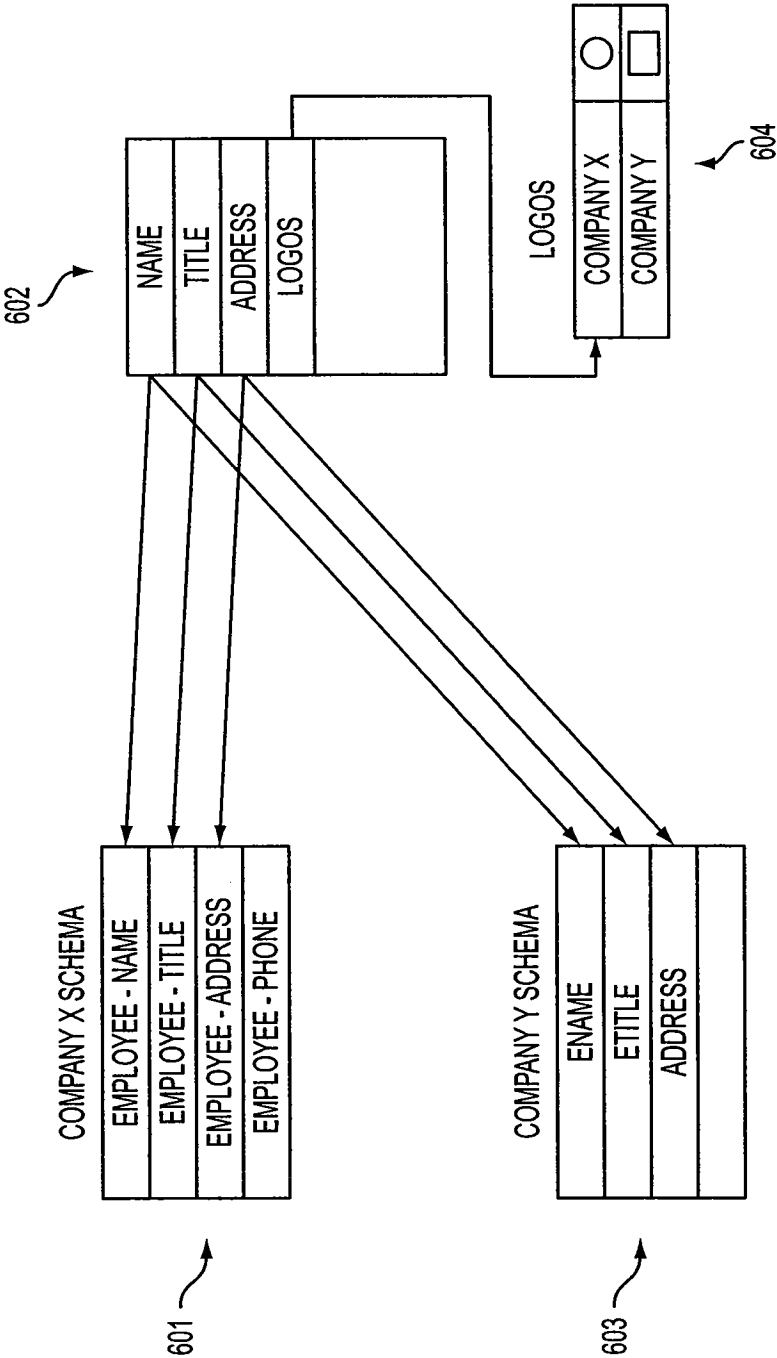 COMPANY X SCHEMA
EMPLOYEE - NAME
EMPLOYEE - TITLE
EMPLOYEE - ADDRESS
EMPLOYEE - PHONE
601
602
NAME
TITLE
ADDRESS
LOGOS
COMPANY Y SCHEMA
ENAME
ETITLE
ADDRESS
603
LOGOS
COMPANY X
COMPANY Y
604